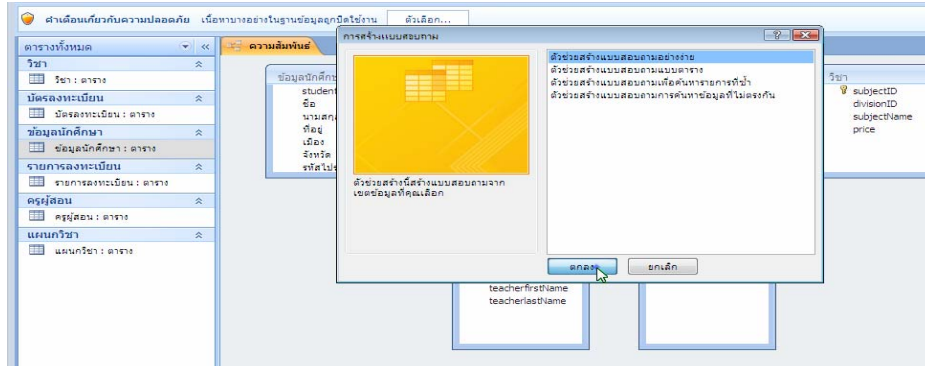 คำเตือนเกี่ยวกับความปลอดภัย เนื้อหาบางอย่างในฐานข้อมูลถูกปิดใช้งาน ตัวเลือก...
ตารางทั้งหมด
วิชา
วิชา : ตาราง
บัตรลงทะเบียน
บัตรลงทะเบียน : ตาราง
ข้อมูลนักศึกษา
ข้อมูลนักศึกษา : ตาราง
รายการลงทะเบียน
รายการลงทะเบียน : ตาราง
ครูผู้สอน
ครูผู้สอน : ตาราง
แผนกวิชา
แผนกวิชา : ตาราง
ความสัมพันธ์
ชื่อ
ที่อยู่
เมือง
จังหวัด
การสร้างแบบสอบถาม
ตัวช่วยสร้างแบบสอบถามอย่างง่าย
ตัวช่วยสร้างแบบสอบถามแบบตาราง
ตัวช่วยสร้างแบบสอบถามเพื่อค้นหารายการที่ซ้ำ
ตัวช่วยสร้างแบบสอบถามการค้นหาข้อมูลที่ไม่ตรงกัน
ตัวช่วยสร้างนี้สร้างแบบสอบถามจาก
เขตข้อมูลที่คุณเลือก
ตกลง ยกเลิก
teacherfirstName
teacherlastName
วิชา
subjectID
divisionID
subjectName
price